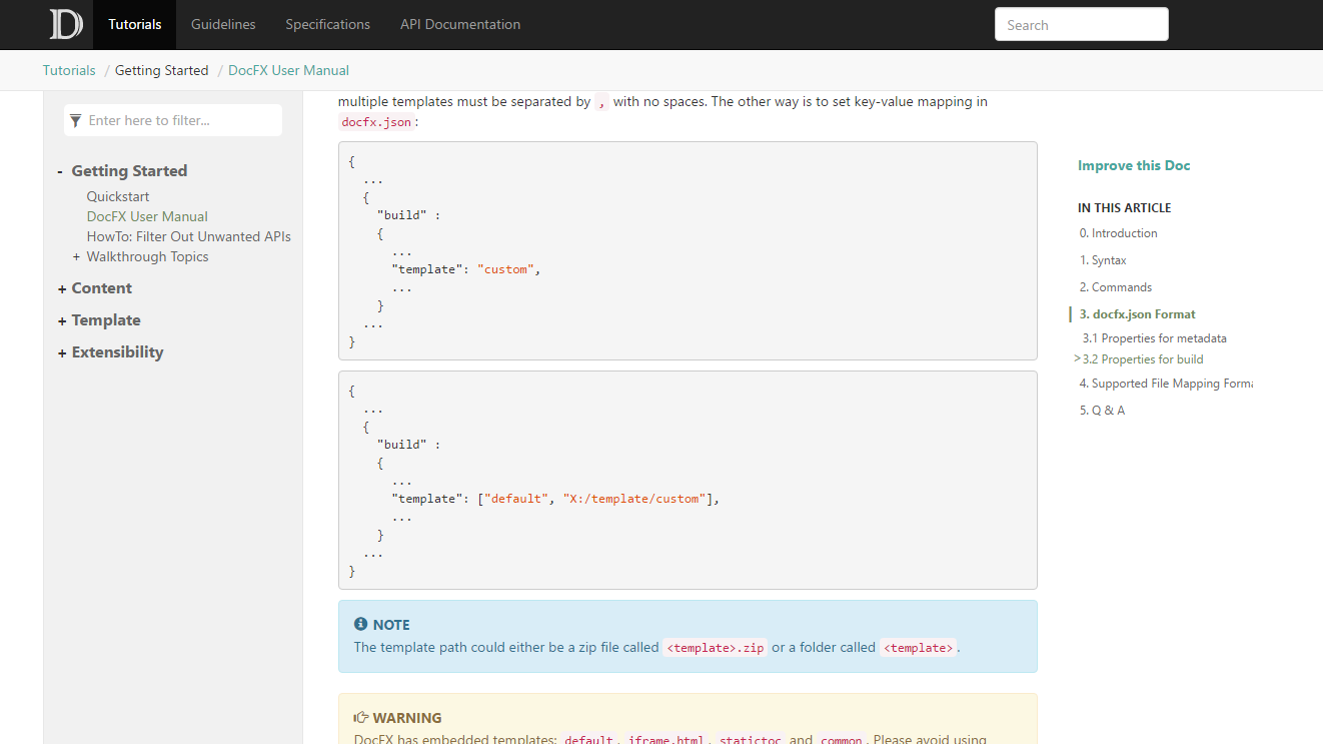 D
Tutorials
Guidelines
Specifications
API Documentation
Search
Tutorials / Getting Started / DocFX User Manual
Enter here to filter...
- Getting Started
Quickstart
DocFX User Manual
HowTo: Filter Out Unwanted APIs
+ Walkthrough Topics
+ Content
+ Template
+ Extensibility
multiple templates must be separated by , with no spaces. The other way is to set key-value mapping in
docfx.json:
{
...
{
"build" :
{
...
"template": "custom",
...
}
...
}
{
...
{
"build" :
{
...
"template": ["default", "X:/template/custom"],
...
}
...
}
NOTE
The template path could either be a zip file called <template>.zip or a folder called <template>.
WARNING
DocFX has embedded templates: default, iframe.html, statictoc and common. Please avoid using
Improve this Doc
IN THIS ARTICLE
0. Introduction
1. Syntax
2. Commands
3. docfx.json Format
3.1 Properties for metadata
>3.2 Properties for build
4. Supported File Mapping Forma
5. Q & A